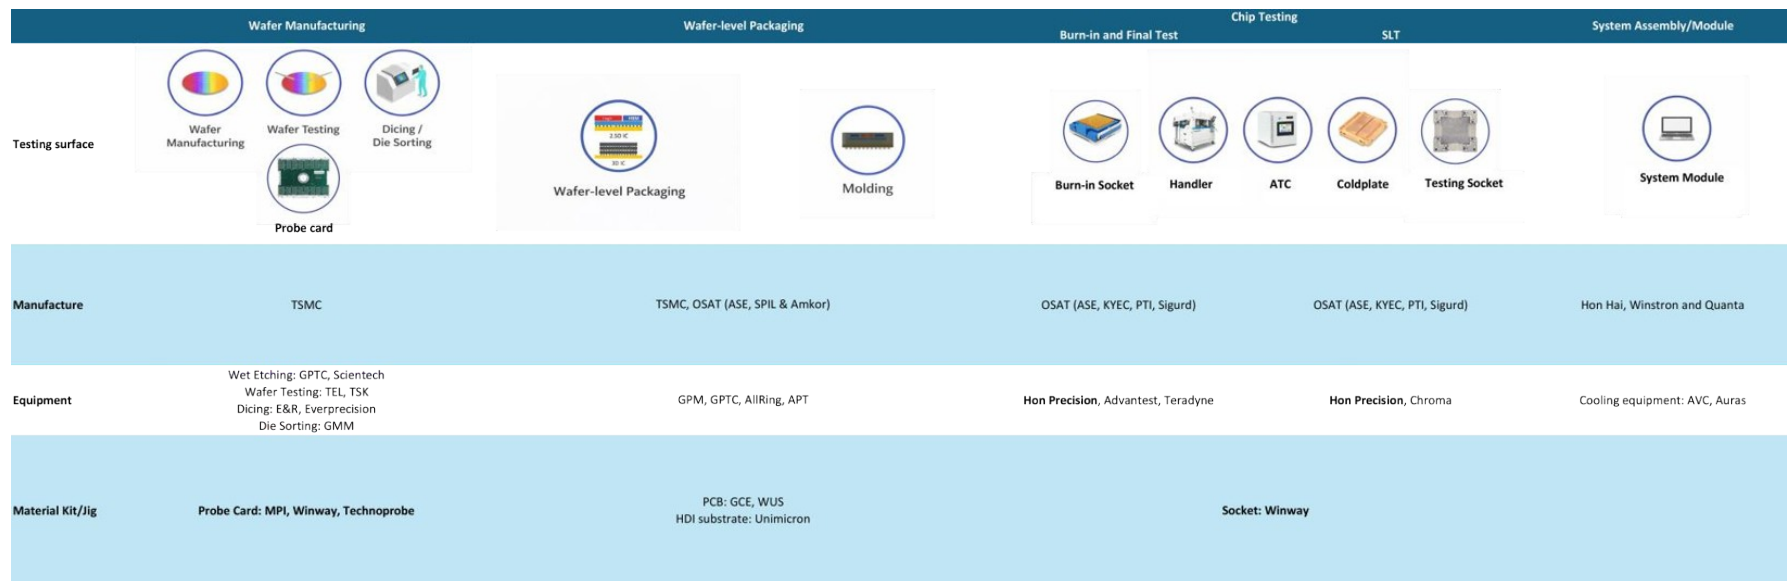 Wafer Manufacturing
Wafer-level Packaging
Chip Testing
Burn-in and Final Test
SLT
System Assembly/Module
Testing surface
Wafer
Manufacturing
Wafer Testing
Dicing /
Die Sorting
Probe card
2.5D IC
3D IC
Wafer-level Packaging
Molding
Burn-in Socket
Handler
ATC
Coldplate
Testing Socket
System Module
Manufacture
TSMC
TSMC, OSAT (ASE, SPIL & Amkor)
OSAT (ASE, KYEC, PTI, Sigurd)
OSAT (ASE, KYEC, PTI, Sigurd)
Hon Hai, Winstron and Quanta
Equipment
Wet Etching: GPTC, Scientech
Wafer Testing: TEL, TSK
Dicing: E&R, Everprecision
Die Sorting: GMM
GPM, GPTC, AllRing, APT
Hon Precision, Advantest, Teradyne
Hon Precision, Chroma
Cooling equipment: AVC, Auras
Material Kit/Jig
Probe Card: MPI, Winway, Technoprobe
PCB: GCE, WUS
HDI substrate: Unimicron
Socket: Winway